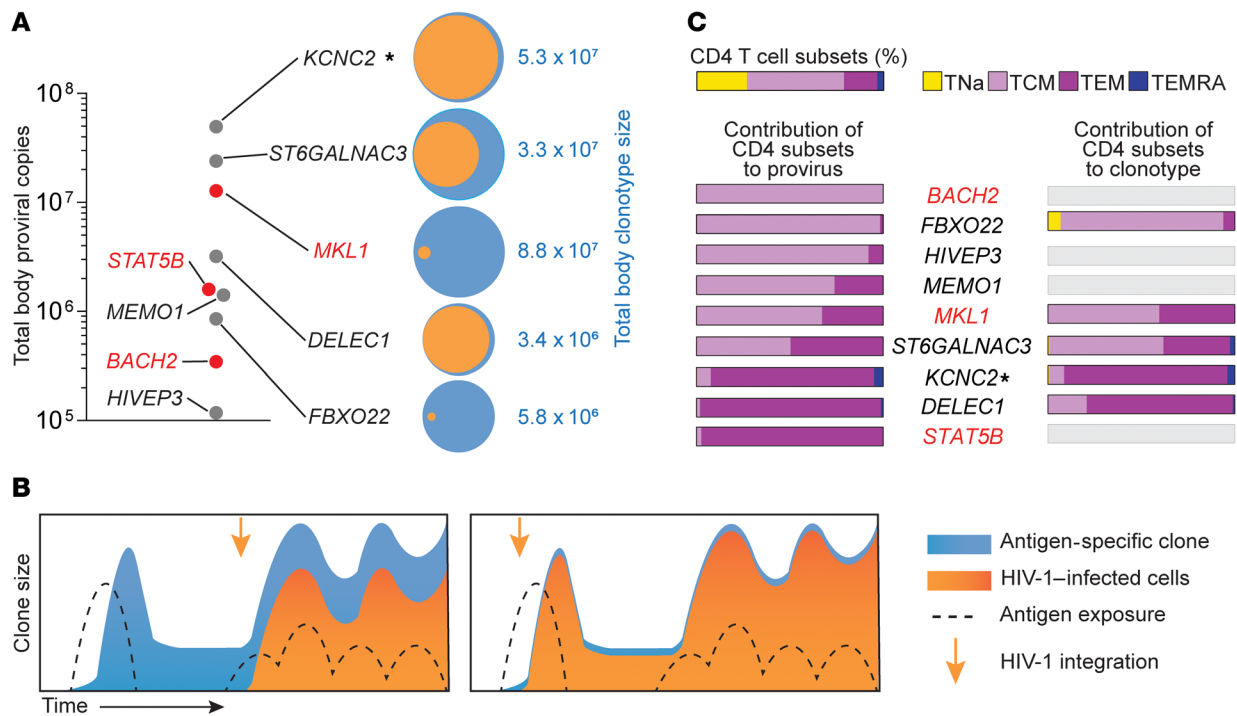 A
Total body proviral copies
10⁸
10⁷
10⁶
10⁵
KCNC2 *
ST6GALNAC3
MKL1
STAT5B
MEMO1
DELEC1
BACH2
HIVEP3
FBXO22
5.3 x 10⁷
3.3 x 10⁷
8.8 x 10⁷
3.4 x 10⁶
5.8 x 10⁶
Total body clonotype size
C
CD4 T cell subsets (%)
TNa
TCM
TEM
TEMRA
Contribution of
CD4 subsets
to provirus
Contribution of
CD4 subsets
to clonotype
BACH2
FBXO22
HIVEP3
MEMO1
MKL1
ST6GALNAC3
KCNC2*
DELEC1
STAT5B
B
Clone size
Time
Antigen-specific clone
HIV-1–infected cells
Antigen exposure
HIV-1 integration